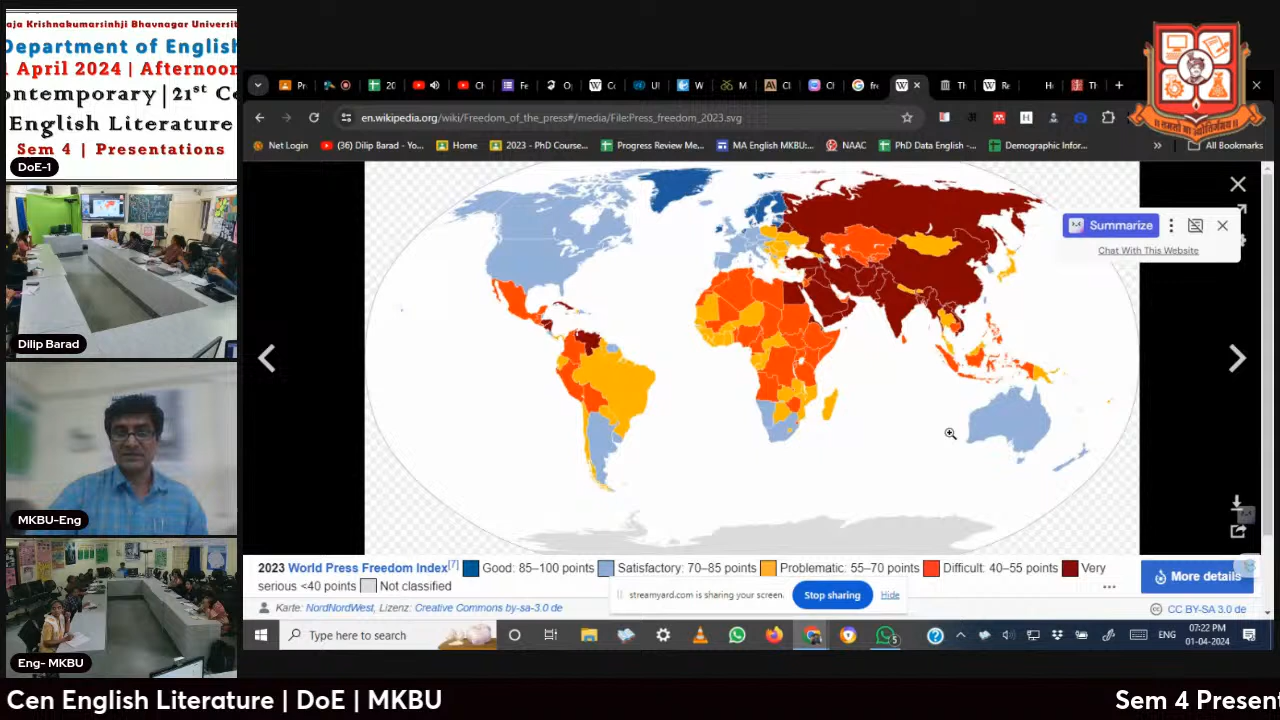 aja Krishnakumarsinhji Bhavnagar Universit
Department of English
April 2024 | Afternoon
ontemporary | 21st Ce
English Literature
Sem 4 | Presentations
DoE-1
Dilip Barad
MKBU-Eng
Eng- MKBU
en.wikipedia.org/wiki/Freedom_of_the_press#/media/File:Press_freedom_2023.svg
Net Login
(36) Dilip Barad - Yo...
Home
2023 - PhD Course...
Progress Review Me...
MA English MKBU:...
NAAC
PhD Data English -...
Demographic Infor...
»
All Bookmarks
Summarize
Chat With This Website
2023 World Press Freedom Index[7] Good: 85–100 points Satisfactory: 70–85 points Problematic: 55–70 points Difficult: 40–55 points Very
serious <40 points Not classified
More details
streamyard.com is sharing your screen.
Stop sharing
Hide
Karte: NordNordWest, Lizenz: Creative Commons by-sa-3.0 de
CC BY-SA 3.0 de
Type here to search
ENG
07:22 PM
01-04-2024
Cen English Literature | DoE | MKBU
Sem 4 Presen